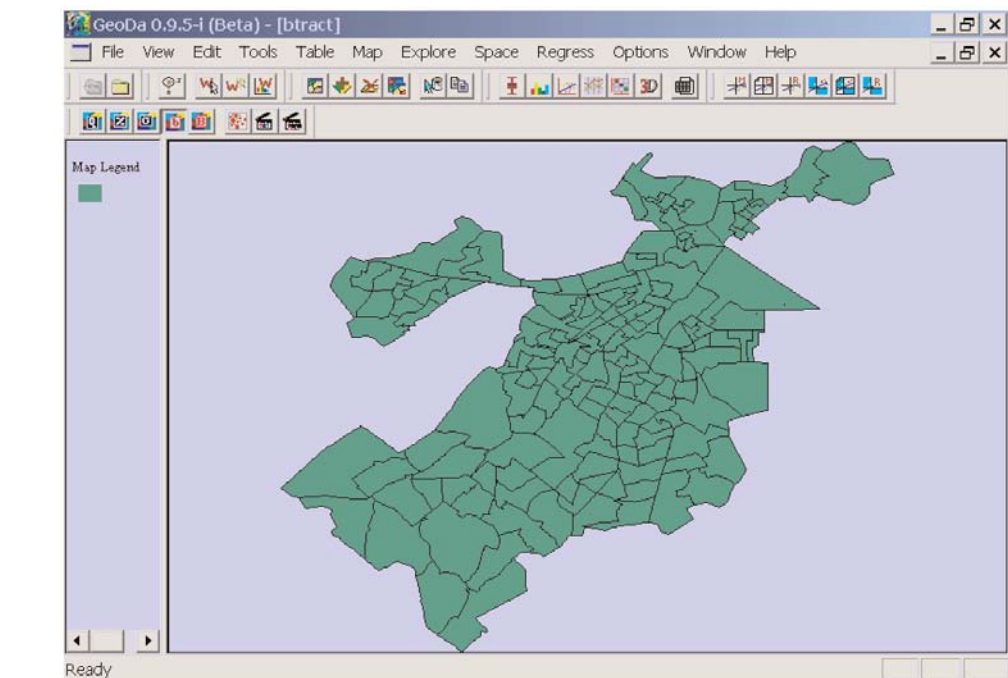 GeoDa 0.9.5-i (Beta) - [btract]
File View Edit Tools Table Map Explore Space Regress Options Window Help
3D
Map Legend
Ready